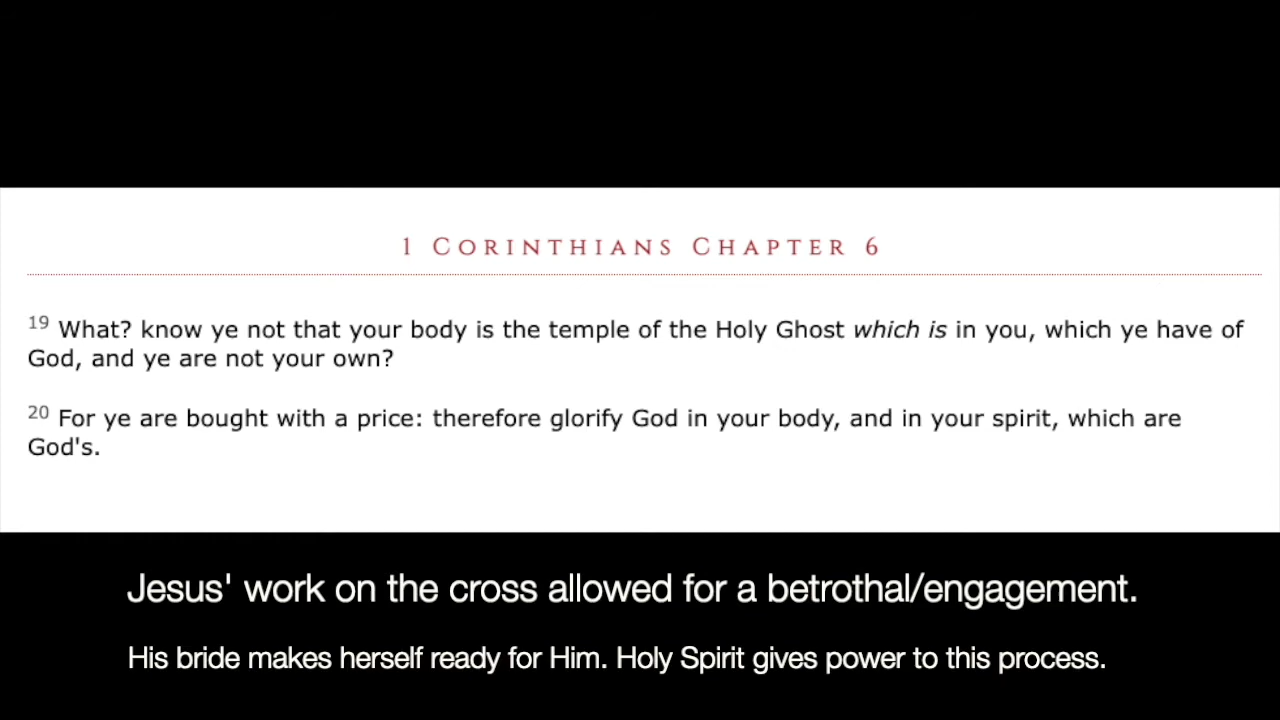 1 Corinthians Chapter 6
19 What? know ye not that your body is the temple of the Holy Ghost which is in you, which ye have of
God, and ye are not your own?
20 For ye are bought with a price: therefore glorify God in your body, and in your spirit, which are
God's.
Jesus' work on the cross allowed for a betrothal/engagement.
His bride makes herself ready for Him. Holy Spirit gives power to this process.